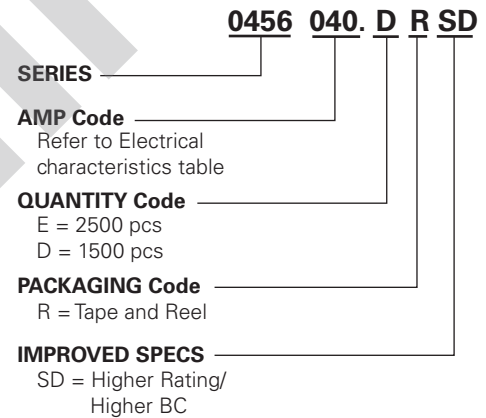 0456 040. D R SD
SERIES
AMP Code
Refer to Electrical
characteristics table
QUANTITY Code
E = 2500 pcs
D = 1500 pcs
PACKAGING Code
R = Tape and Reel
IMPROVED SPECS
SD = Higher Rating/
Higher BC